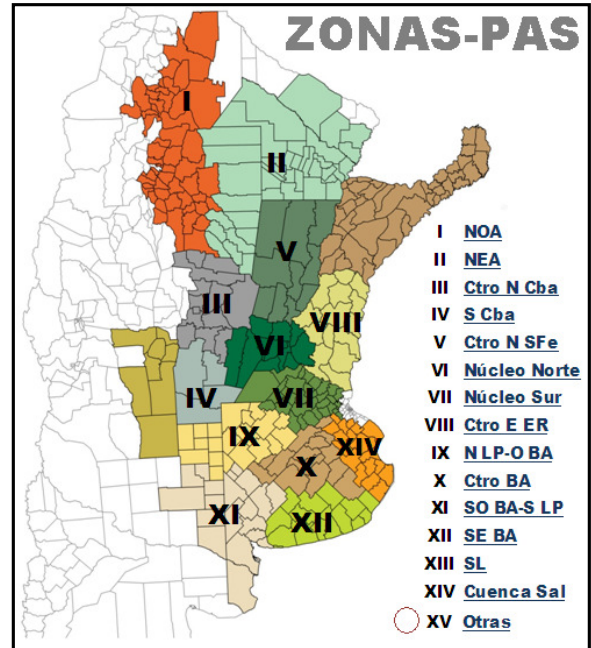 ZONAS-PAS
I
II
V
III
VIII
VI
IV
VII
IX
XIV
X
XI
XII
I NOA
II NEA
III Ctro N Cba
IV S Cba
V Ctro N SFe
VI Núcleo Norte
VII Núcleo Sur
VIII Ctro E ER
IX N LP-O BA
X Ctro BA
XI SO BA-S LP
XII SE BA
XIII SL
XIV Cuenca Sal
XV Otras